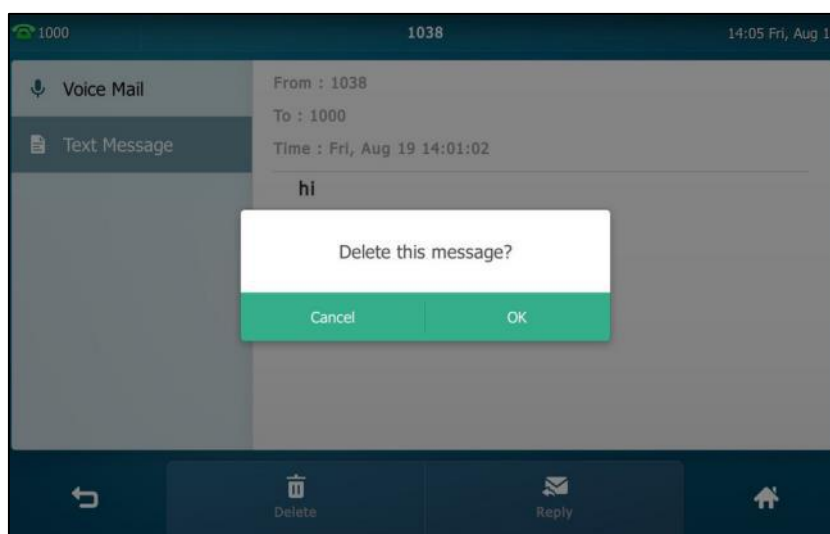 1000 1038 14:05 Fri, Aug 1
Voice Mail
Text Message
From : 1038
To : 1000
Time : Fri, Aug 19 14:01:02
hi
Delete this message?
Cancel OK
Delete Reply